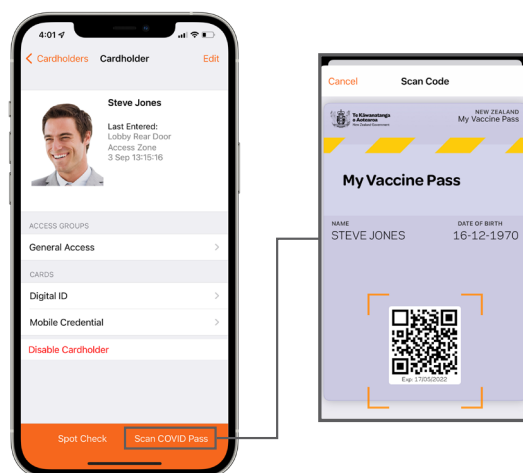 4:01
Cardholders
Cardholder
Edit
Steve Jones
Last Entered:
Lobby Rear Door
Access Zone
3 Sep 13:15:16
ACCESS GROUPS
General Access
CARDS
Digital ID
Mobile Credential
Disable Cardholder
Spot Check
Scan COVID Pass
Cancel
Scan Code
Te Kāwanatanga
o Aotearoa
New Zealand Government
NEW ZEALAND
My Vaccine Pass
My Vaccine Pass
NAME
DATE OF BIRTH
STEVE JONES
16-12-1970
Exp: 17/05/2022